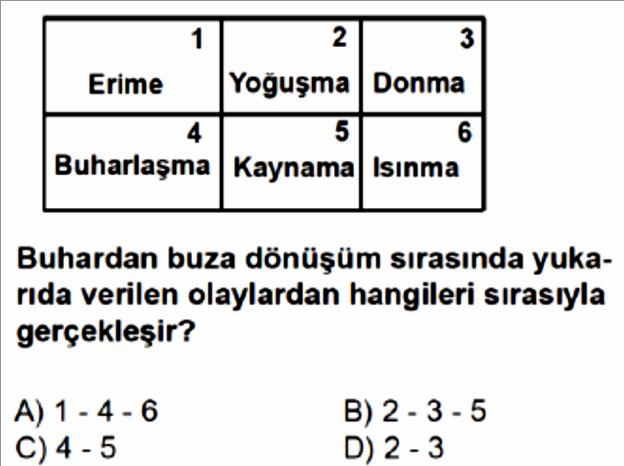 1 2 3
Erime Yoğuşma Donma
4 5 6
Buharlaşma Kaynama Isınma
Buhardan buza dönüşüm sırasında yuka-
rıda verilen olaylardan hangileri sırasıyla
gerçekleşir?
A) 1 - 4 - 6 B) 2 - 3 - 5
C) 4 - 5 D) 2 - 3